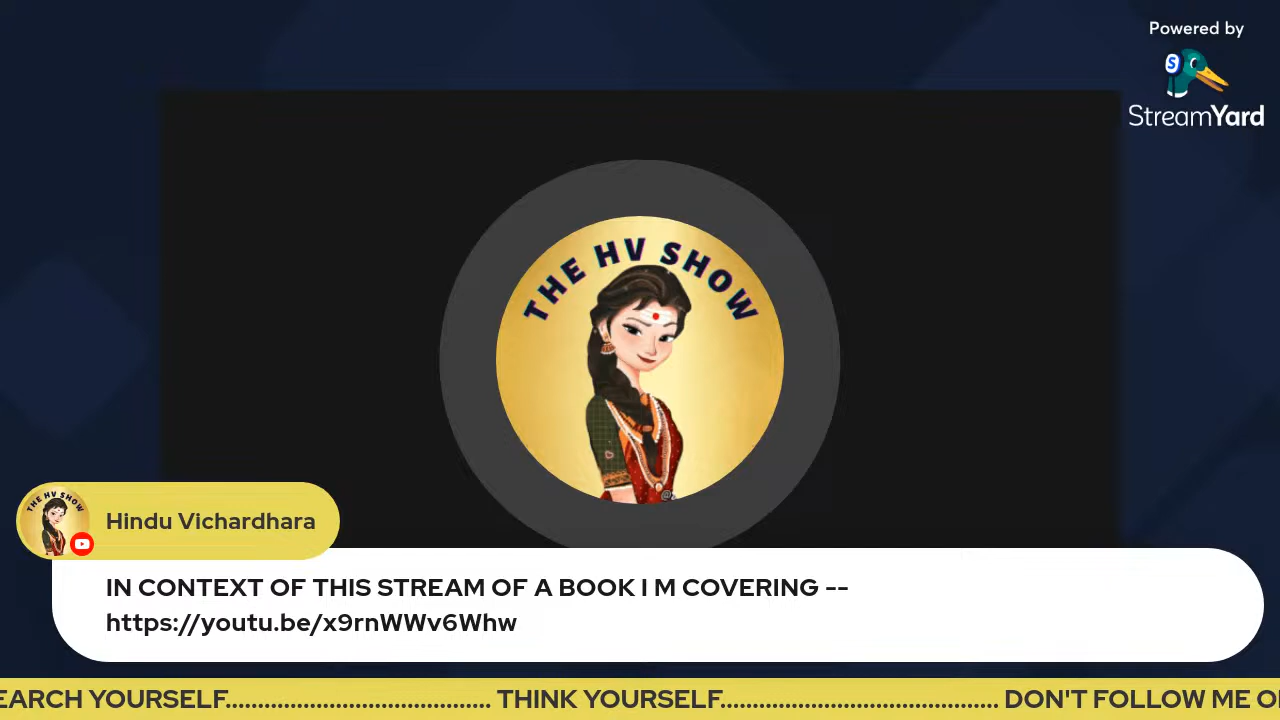 Powered by
StreamYard
THE HV SHOW
Hindu Vichardhara
IN CONTEXT OF THIS STREAM OF A BOOK I M COVERING --
https://youtu.be/x9rnWWv6Whw
EARCH YOURSELF......................................... THINK YOURSELF........................................... DON'T FOLLOW ME O